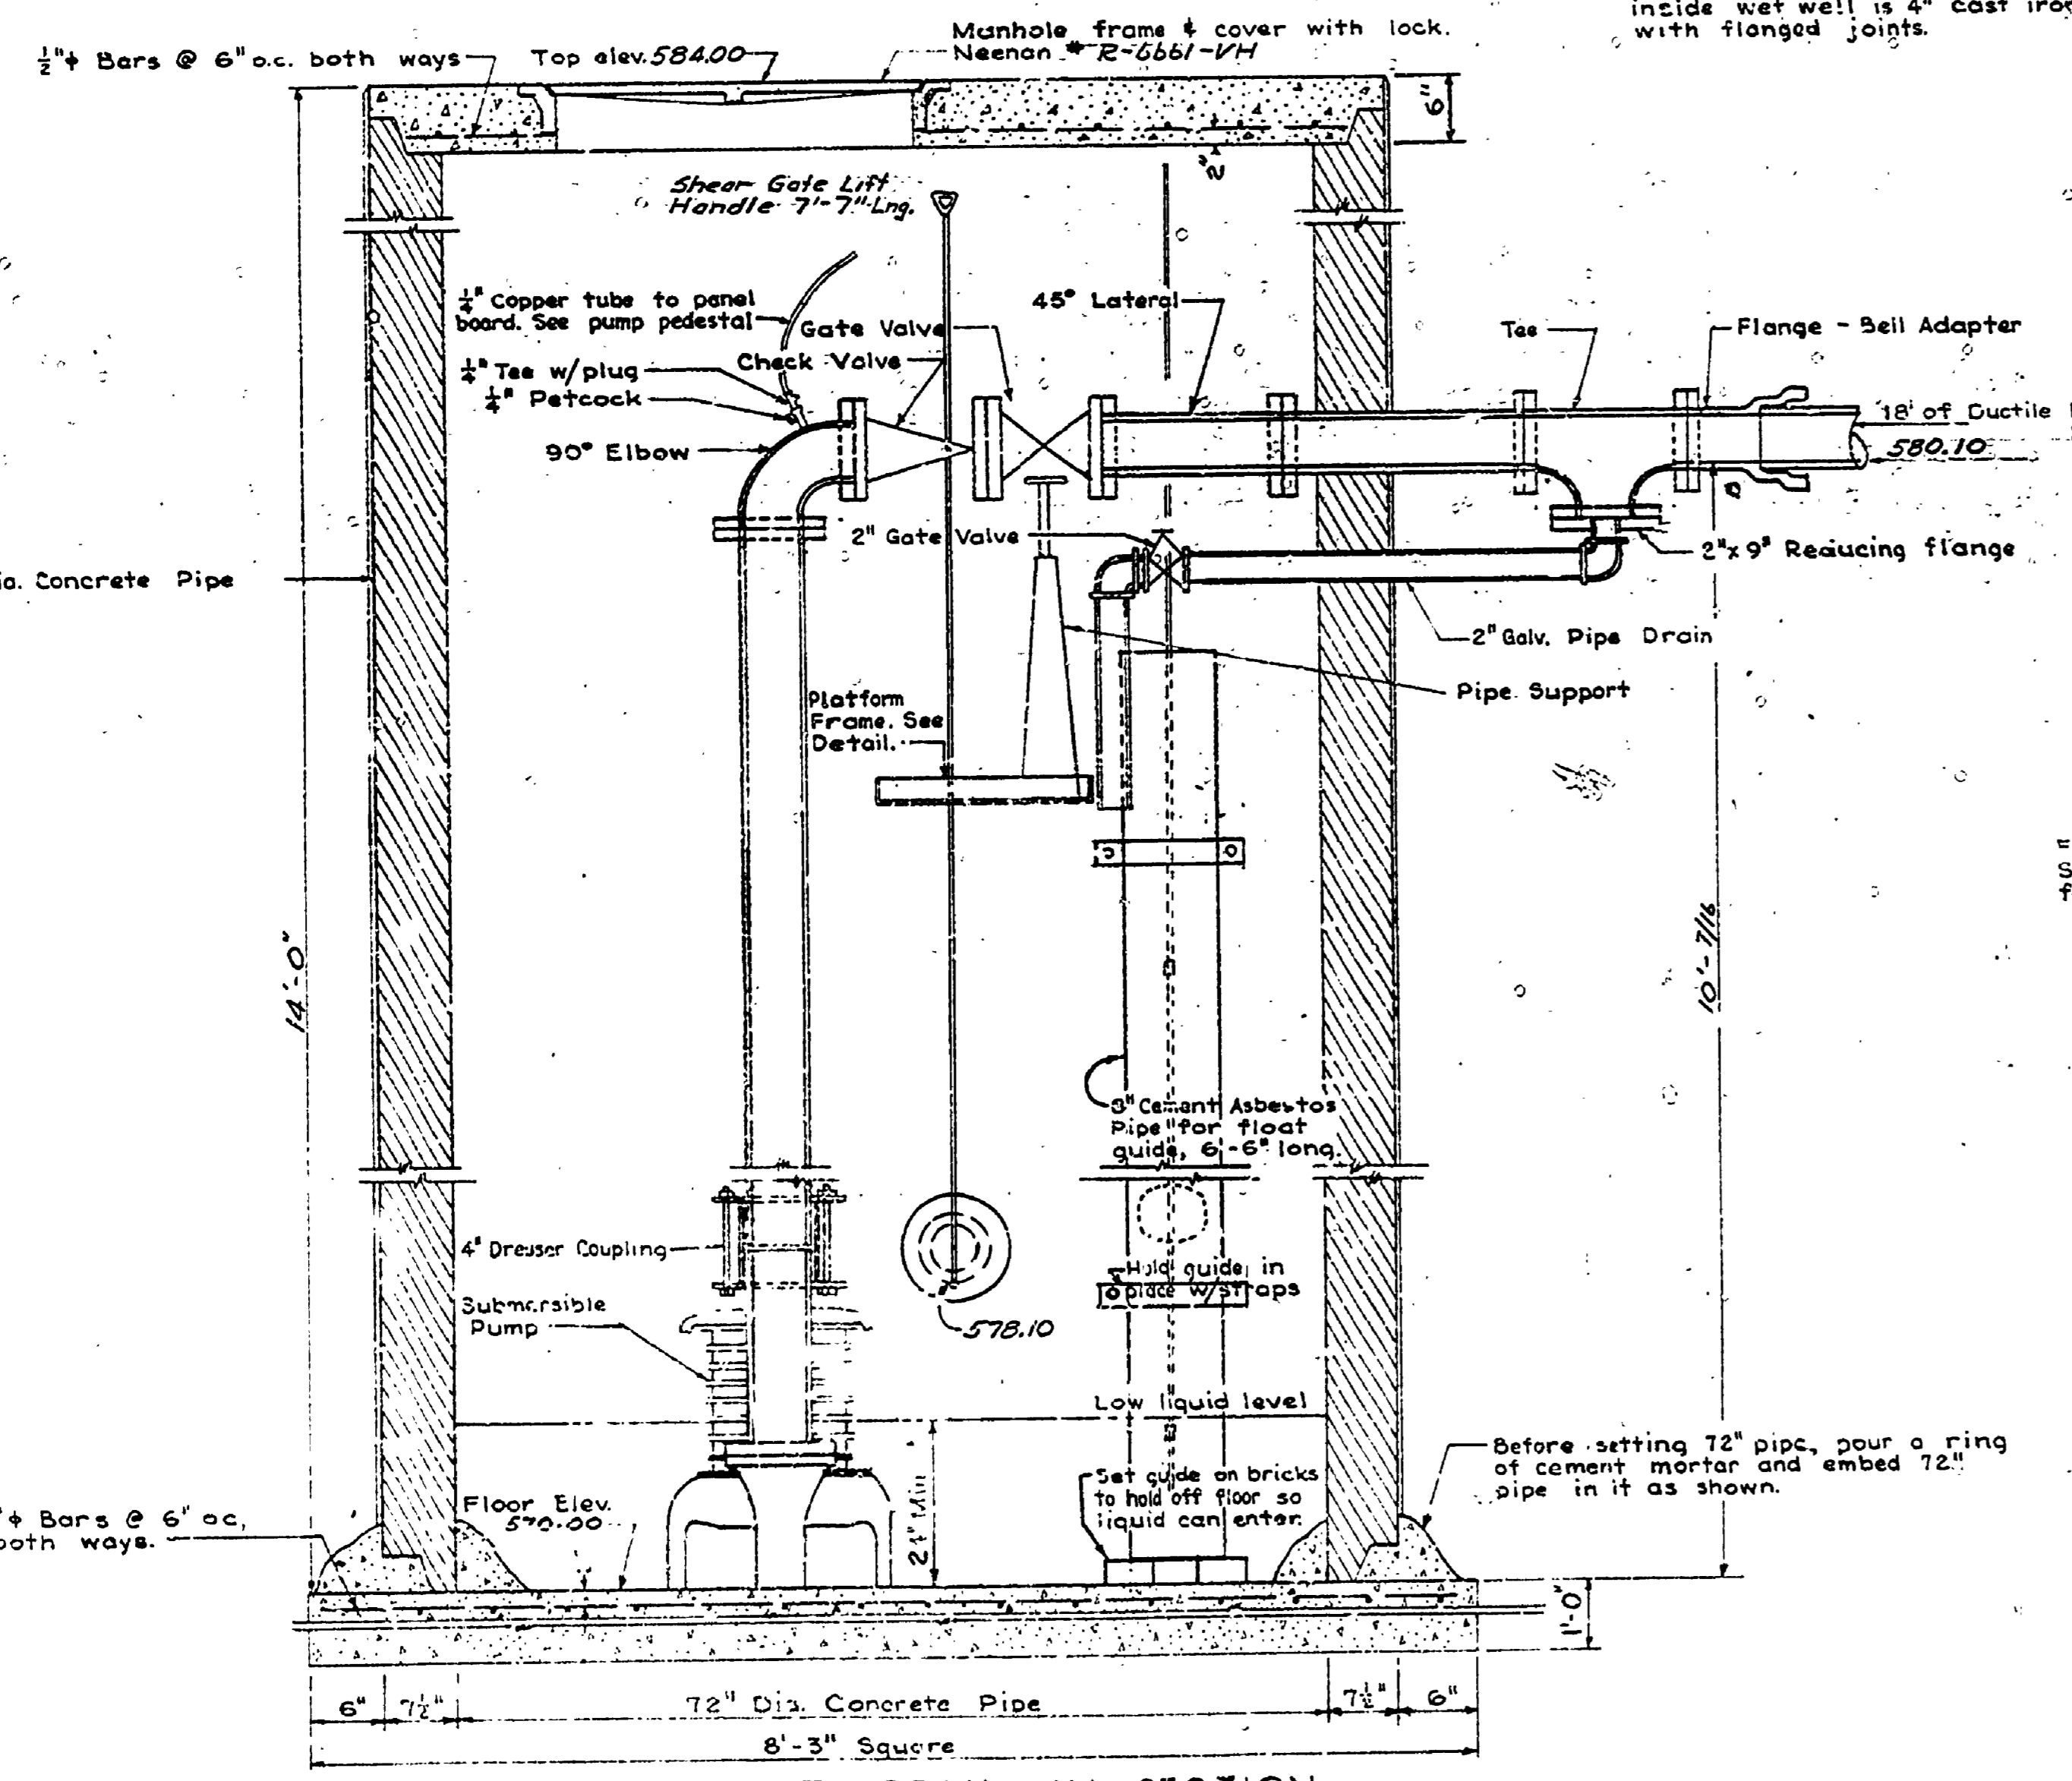 inside wet well is 4" cast iro
with flanged joints.
½"ϕ Bars @ 6" o.c. both ways
Top elev. 584.00
Manhole frame & cover with lock.
Neenan # R-6661-VH
6"
2"
Shear Gate Lift
Handle 7'-7" Lng.
¼" Copper tube to panel
board. See pump pedestal
Gate Valve
45° Lateral
Tee
Flange - Bell Adapter
Check Valve
¼" Tee w/plug
¼" Petcock
90° Elbow
18' of Ductile
580.10
2" Gate Valve
2"x 9" Reducing flange
ia. Concrete Pipe
2" Galv. Pipe Drain
Pipe Support
Platform
Frame. See
Detail.
S
f
14'-0"
10'-7/16
8" Cement Asbestos
Pipe for float
guide, 6'-6" long.
4" Dresser Coupling
Hold guide in
place w/straps
Submersible
Pump
578.10
Low liquid level
Before setting 72" pipe, pour a ring
of cement mortar and embed 72"
pipe in it as shown.
Set guide on bricks
to hold off floor so
liquid can enter.
Floor Elev.
570.00
"ϕ Bars @ 6" oc,
both ways.
Min
1'-0"
6"
7½"
72" Dia. Concrete Pipe
7½"
6"
8'-3" Square
SECTION